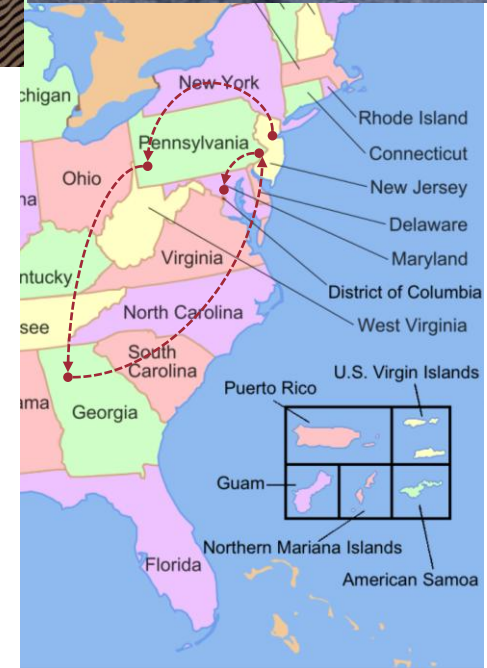 New York
chigan
Rhode Island
Pennsylvania
Connecticut
Ohio
New Jersey
na
Delaware
Virginia
Maryland
ntucky
District of Columbia
North Carolina
West Virginia
see
South
Carolina
U.S. Virgin Islands
Puerto Rico
ama
Georgia
Guam
Northern Mariana Islands
Florida
American Samoa